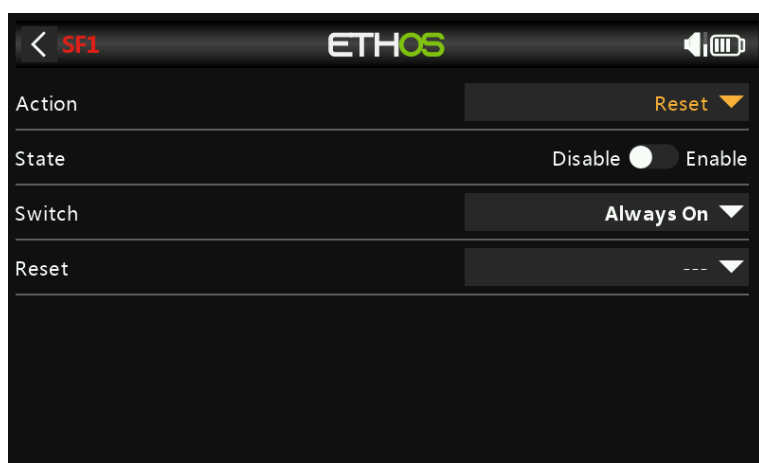 SF1 ETHOS
Action Reset
State Disable Enable
Switch Always On
Reset ---